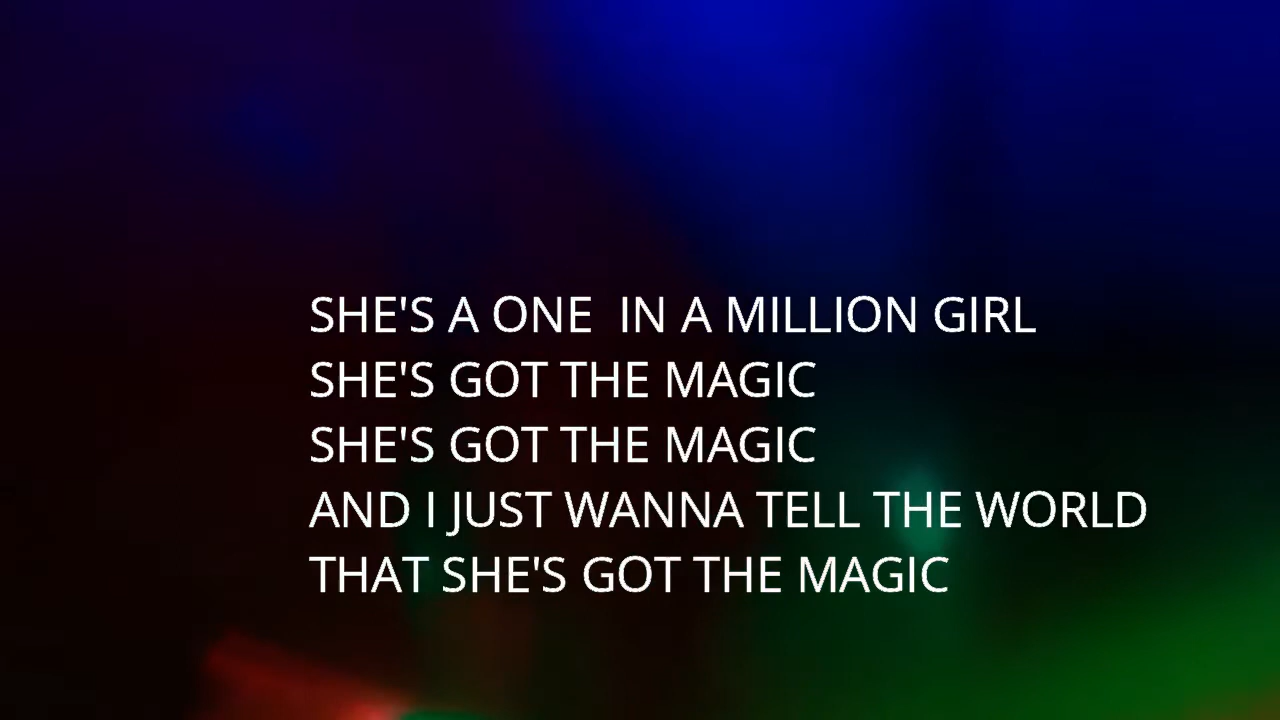 SHE'S A ONE  IN A MILLION GIRL
SHE'S GOT THE MAGIC
SHE'S GOT THE MAGIC
AND I JUST WANNA TELL THE WORLD
THAT SHE'S GOT THE MAGIC